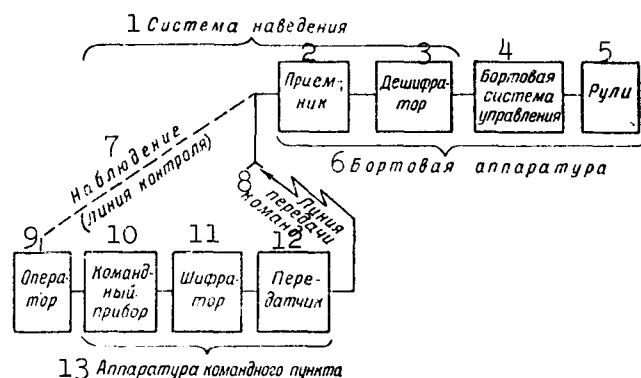 1 Система наведения
2
3
4
5
Прием-
ник
Дешифра-
тор
Бортовая
система
управления
Рули
6 Бортовая аппаратура
7
Наблюдение
(линия контроля)
8
Линия
передачи
команд
9
10
11
12
Опера-
тор
Команд-
ный
прибор
Шифра-
тор
Пере-
датчик
13 Аппаратура командного пункта